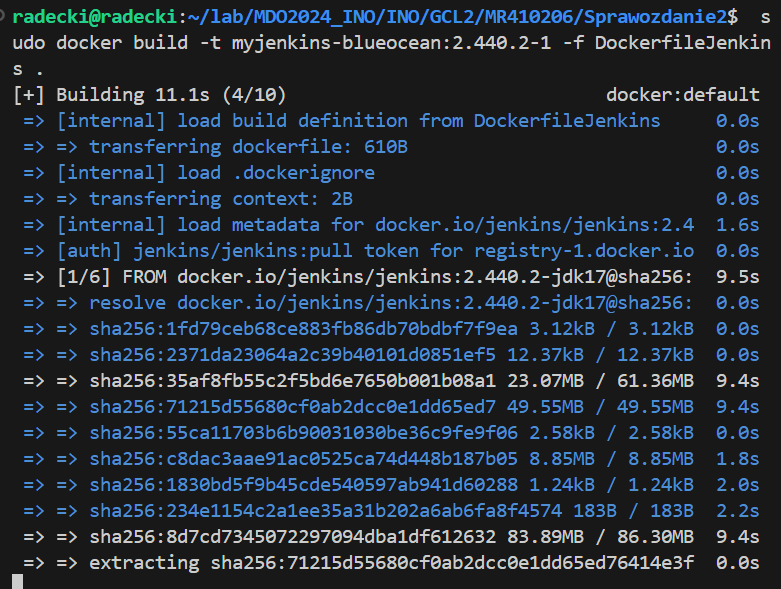 radecki@radecki:~/lab/MDO2024_INO/INO/GCL2/MR410206/Sprawozdanie2$ s
udo docker build -t myjenkins-blueocean:2.440.2-1 -f DockerfileJenkin
s .
[+] Building 11.1s (4/10) docker:default
=> [internal] load build definition from DockerfileJenkins 0.0s
=> => transferring dockerfile: 610B 0.0s
=> [internal] load .dockerignore 0.0s
=> => transferring context: 2B 0.0s
=> [internal] load metadata for docker.io/jenkins/jenkins:2.4 1.6s
=> [auth] jenkins/jenkins:pull token for registry-1.docker.io 0.0s
=> [1/6] FROM docker.io/jenkins/jenkins:2.440.2-jdk17@sha256: 9.5s
=> => resolve docker.io/jenkins/jenkins:2.440.2-jdk17@sha256: 0.0s
=> => sha256:1fd79ceb68ce883fb86db70bdbf7f9ea 3.12kB / 3.12kB 0.0s
=> => sha256:2371da23064a2c39b40101d0851ef5 12.37kB / 12.37kB 0.0s
=> => sha256:35af8fb55c2f5bd6e7650b001b08a1 23.07MB / 61.36MB 9.4s
=> => sha256:71215d55680cf0ab2dcc0e1dd65ed7 49.55MB / 49.55MB 9.4s
=> => sha256:55ca11703b6b90031030be36c9fe9f06 2.58kB / 2.58kB 0.0s
=> => sha256:c8dac3aae91ac0525ca74d448b187b05 8.85MB / 8.85MB 1.8s
=> => sha256:1830bd5f9b45cde540597ab941d60288 1.24kB / 1.24kB 2.0s
=> => sha256:234e1154c2a1ee35a31b202a6ab6fa8f4574 183B / 183B 2.2s
=> => sha256:8d7cd7345072297094dba1df612632 83.89MB / 86.30MB 9.4s
=> => extracting sha256:71215d55680cf0ab2dcc0e1dd65ed76414e3f 0.0s